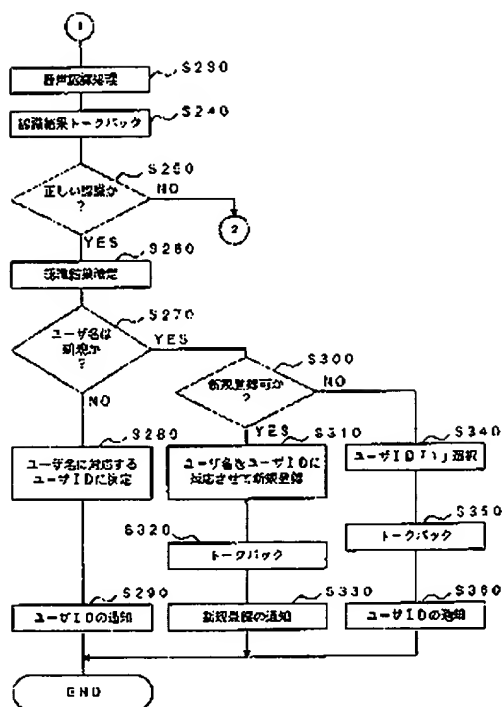 1
S230
音声認識処理
S240
認識結果トークバック
S250
正しい認識か
?
NO
2
YES
S260
認識結果確定
S270
ユーザ名は
新規か
?
YES
S300
新規登録可か
?
NO
NO
YES
S280
ユーザ名に対応する
ユーザIDに決定
S310
ユーザ名をユーザIDに
対応させて新規登録
S340
選択
S320
トークバック
S350
トークバック
S290
ユーザIDの通知
S330
新規登録の通知
S360
ユーザIDの通知
END